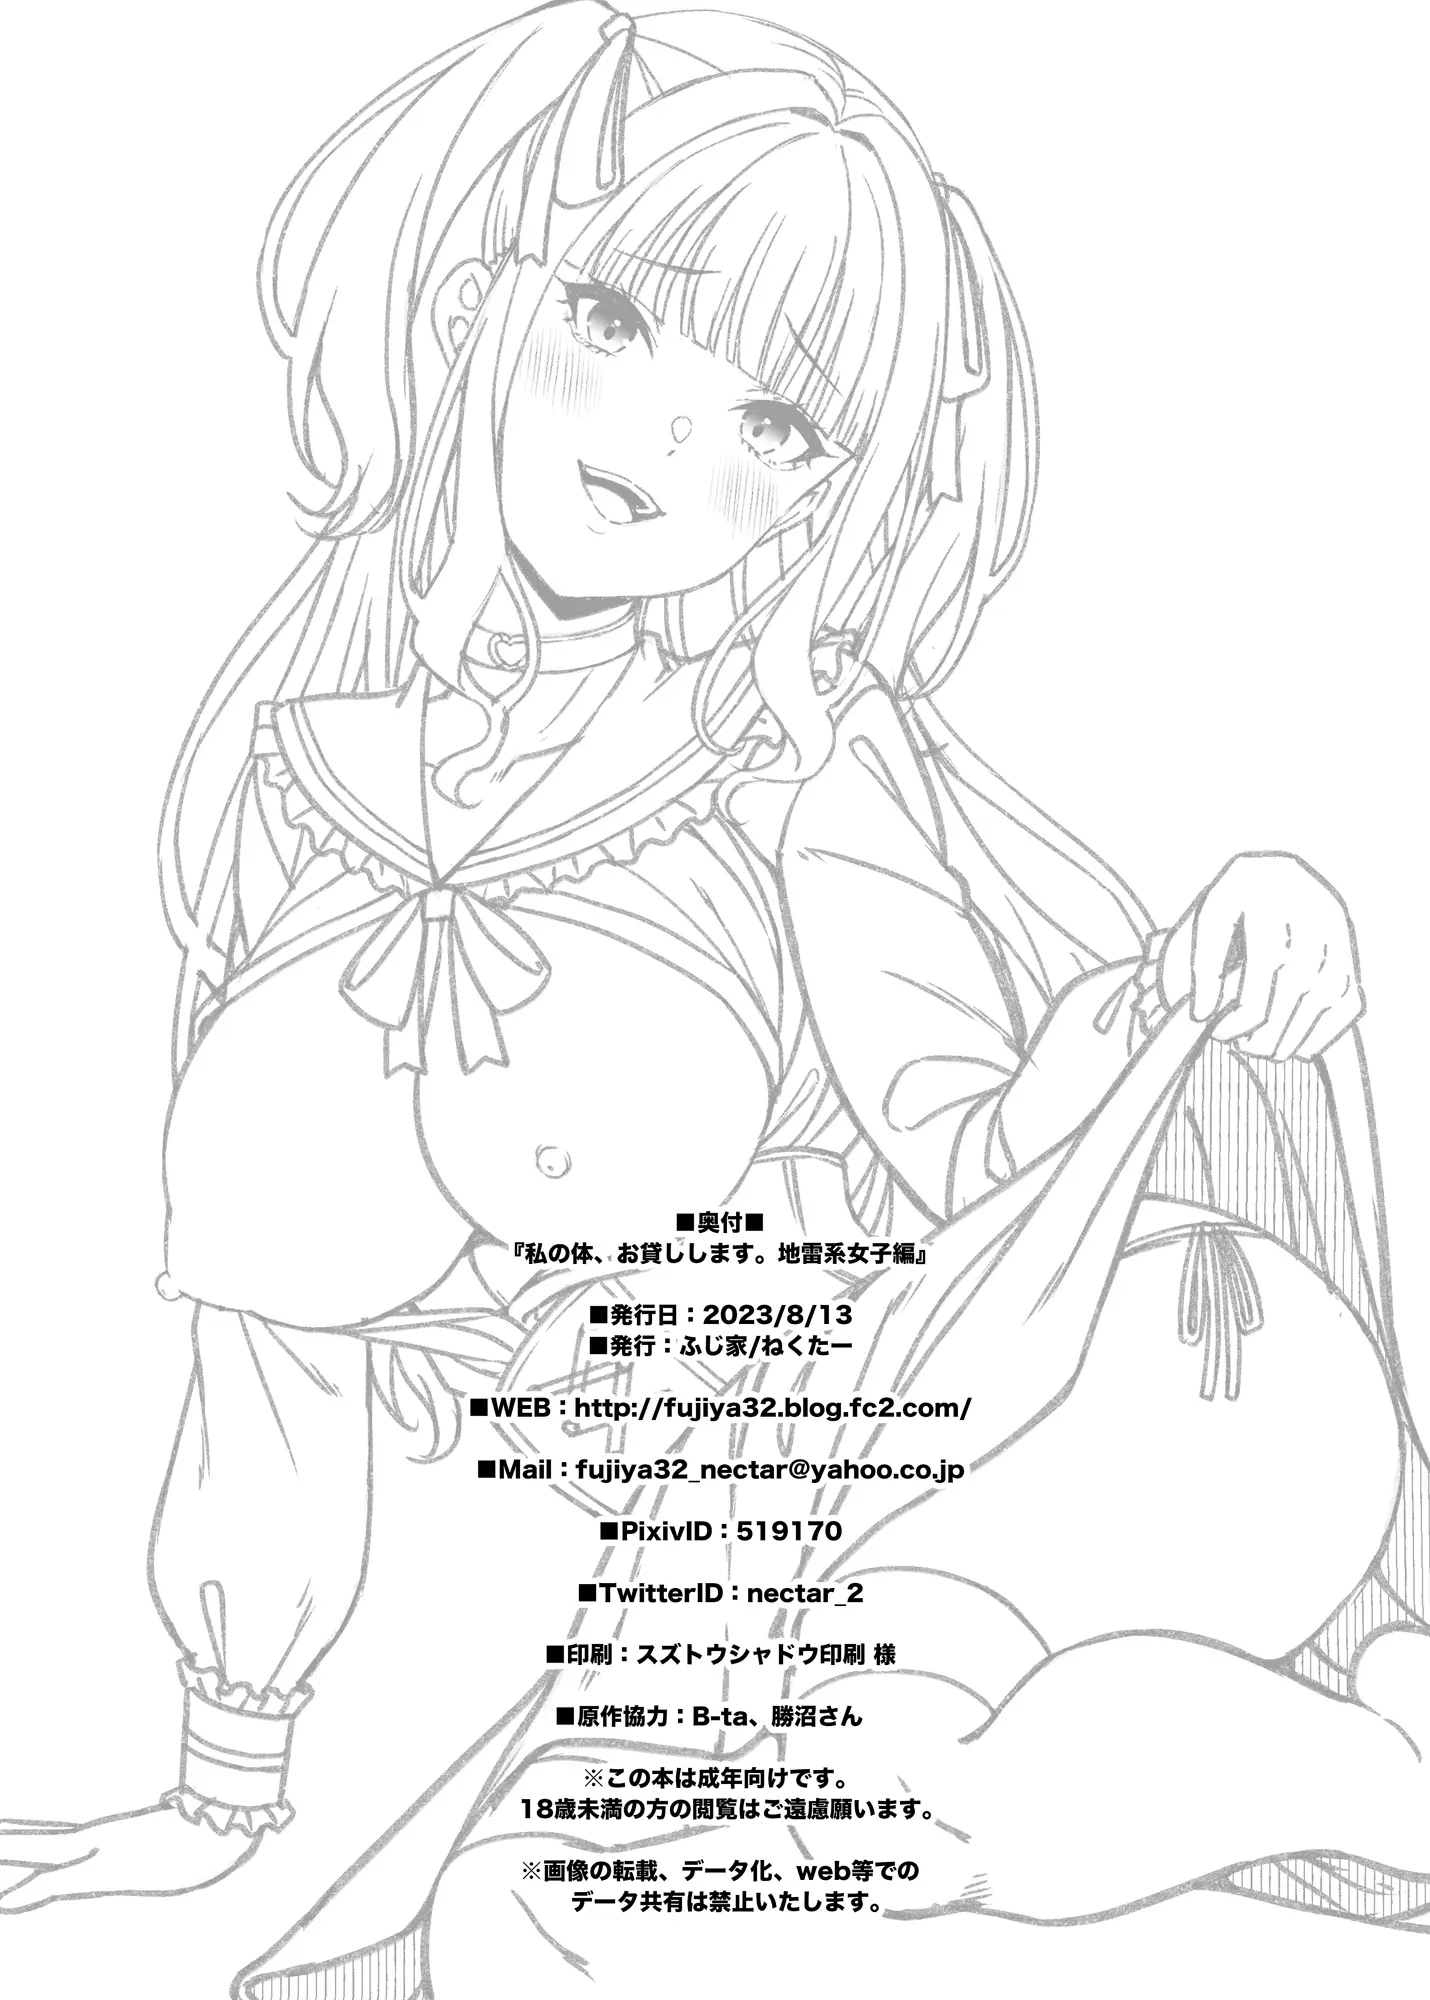 ■奥付■
『私の体、お貸しします。地雷系女子編』
■発行日：2023/8/13
■発行：ふじ家/ねくたー
■WEB：http://fujiya32.blog.fc2.com/
■Mail：fujiya32_nectar@yahoo.co.jp
■PixivID：519170
■TwitterID：nectar_2
■印刷：スズトウシャドウ印刷 様
■原作協力：B-ta、勝沼さん
※この本は成年向けです。
18歳未満の方の閲覧はご遠慮願います。
※画像の転載、データ化、web等での
データ共有は禁止いたします。